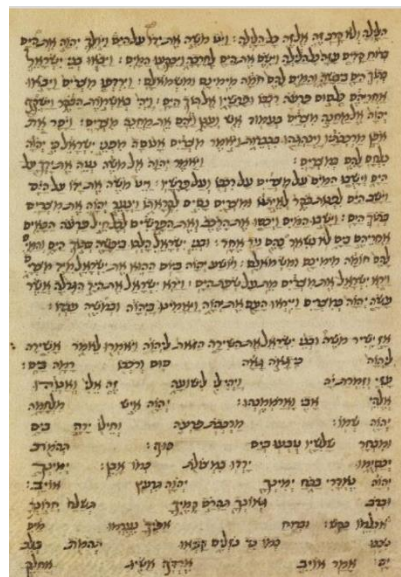 הלילה ולא קרב זה אל זה כל הלילה : ויט משה את ידו על הים ויולך יהוה את הים
ברוח קדים עזה כל הלילה וישם את הים לחרבה ויבקעו המים : ויבאו בני ישראל
בתוך הים ביבשה והמים להם חומה מימינם ומשמאלם : וירדפו מצרים ויבאו
אחריהם כל סוס פרעה רכבו ופרשיו אל תוך הים : ויהי באשמרת הבקר וישקף
יהוה אל מחנה מצרים בעמוד אש וענן ויהם את מחנה מצרים : ויסר את
אפן מרכבתיו וינהגהו בכבדת ויאמר מצרים אנוסה מפני ישראל כי יהוה
נלחם להם במצרים : ויאמר יהוה אל משה נטה את ידך על
הים וישבו המים על מצרים על רכבו ועל פרשיו : ויט משה את ידו על הים
וישב הים לפנות בקר לאיתנו ומצרים נסים לקראתו וינער יהוה את מצרים
בתוך הים : וישבו המים ויכסו את הרכב ואת הפרשים לכל חיל פרעה הבאים
אחריהם בים לא נשאר בהם עד אחד : ובני ישראל הלכו ביבשה בתוך הים והמים
להם חומה מימינם ומשמאלם : ויושע יהוה ביום ההוא את ישראל מיד מצרים
וירא ישראל את מצרים מת על שפת הים : וירא ישראל את היד הגדלה אשר
עשה יהוה במצרים וייראו העם את יהוה ויאמינו ביהוה ובמשה עבדו :
אז ישיר משה ובני ישראל את השירה הזאת ליהוה ויאמרו לאמר אשירה
ליהוה כי גאה גאה סוס ורכבו רמה בים :
עזי וזמרת יה ויהי לי לישועה זה אלי ואנוהו
אלהי אבי וארממנהו : יהוה איש מלחמה
יהוה שמו : מרכבת פרעה וחילו ירה בים
ומבחר שלשיו טבעו בים סוף : תהמת
יכסימו ירדו במצולת כמו אבן : ימינך
יהוה נאדרי בכח ימינך יהוה תרעץ אויב :
וברב גאונך תהרס קמיך תשלח חרנך
יאכלמו כקש : וברוח אפיך נערמו מים
נצבו כמו נד נזלים קפאו תהמת בלב
ים : אמר אויב ארדף אשיג אחלק